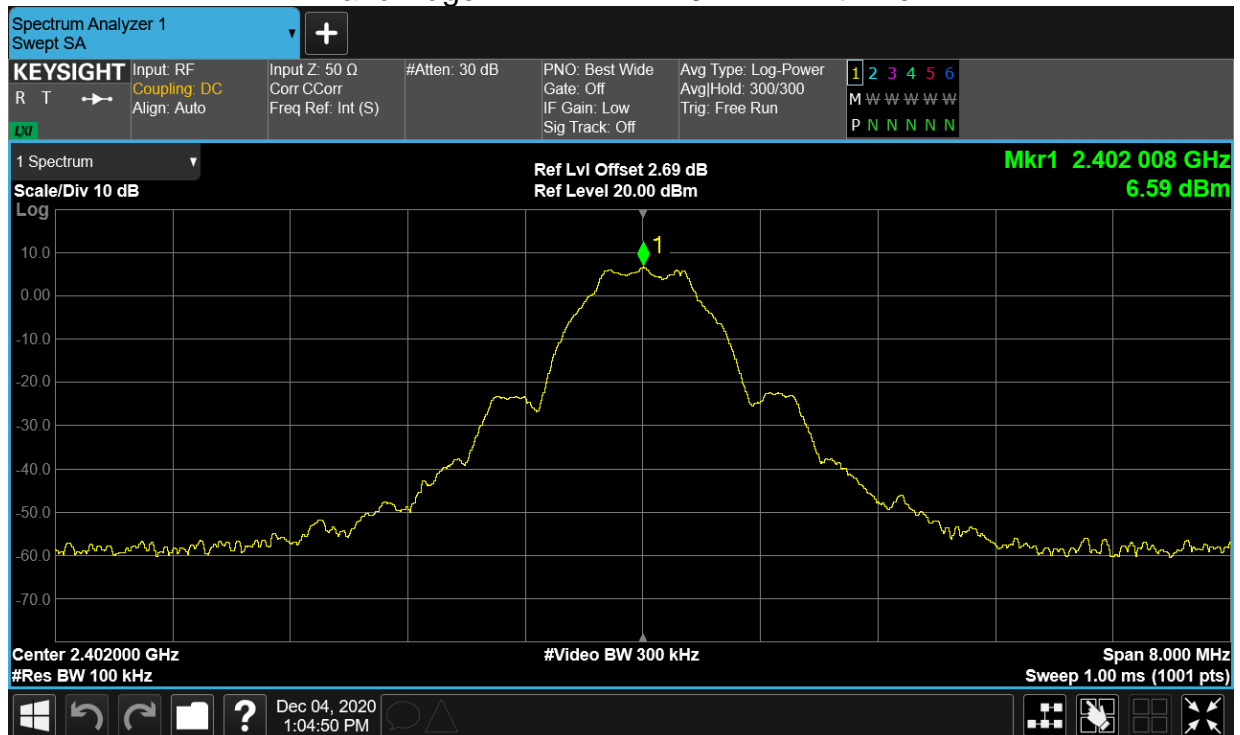 Spectrum Analyzer 1
Swept SA
+
KEYSIGHT
R T
LXI
Input: RF
Coupling: DC
Align: Auto
Input Z: 50 Ω
Corr CCorr
Freq Ref: Int (S)
#Atten: 30 dB
PNO: Best Wide
Gate: Off
IF Gain: Low
Sig Track: Off
Avg Type: Log-Power
Avg|Hold: 300/300
Trig: Free Run
1 2 3 4 5 6
M W W W W W
P N N N N N
1 Spectrum
Scale/Div 10 dB
Log
Ref Lvl Offset 2.69 dB
Ref Level 20.00 dBm
Mkr1 2.402 008 GHz
6.59 dBm
1
10.0
0.00
-10.0
-20.0
-30.0
-40.0
-50.0
-60.0
-70.0
Center 2.402000 GHz
#Res BW 100 kHz
#Video BW 300 kHz
Span 8.000 MHz
Sweep 1.00 ms (1001 pts)
?
Dec 04, 2020
1:04:50 PM